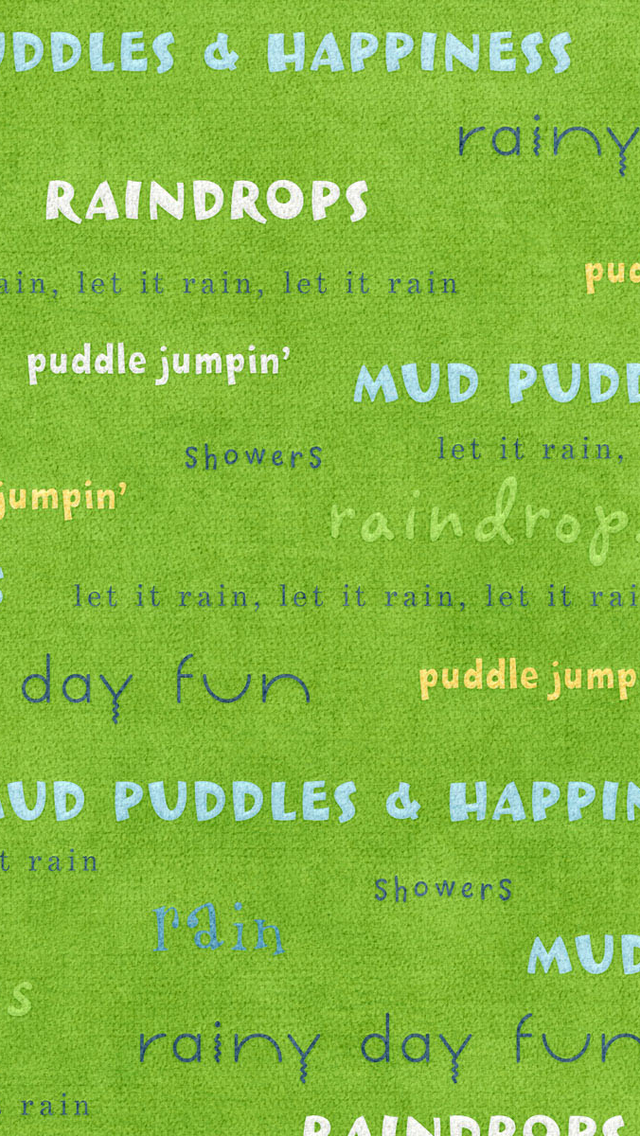 UDDLES & HAPPINESS
rainy
RAINDROPS
ain, let it rain, let it rain
pud
puddle jumpin'
MUD PUDD
let it rain,
showers
jumpin'
raindrops
S
let it rain, let it rain, let it rai
day fun
puddle jump
MUD PUDDLES & HAPPIN
t rain
showers
rain
MUD
s
rainy day fun
rain
RAINDROPS